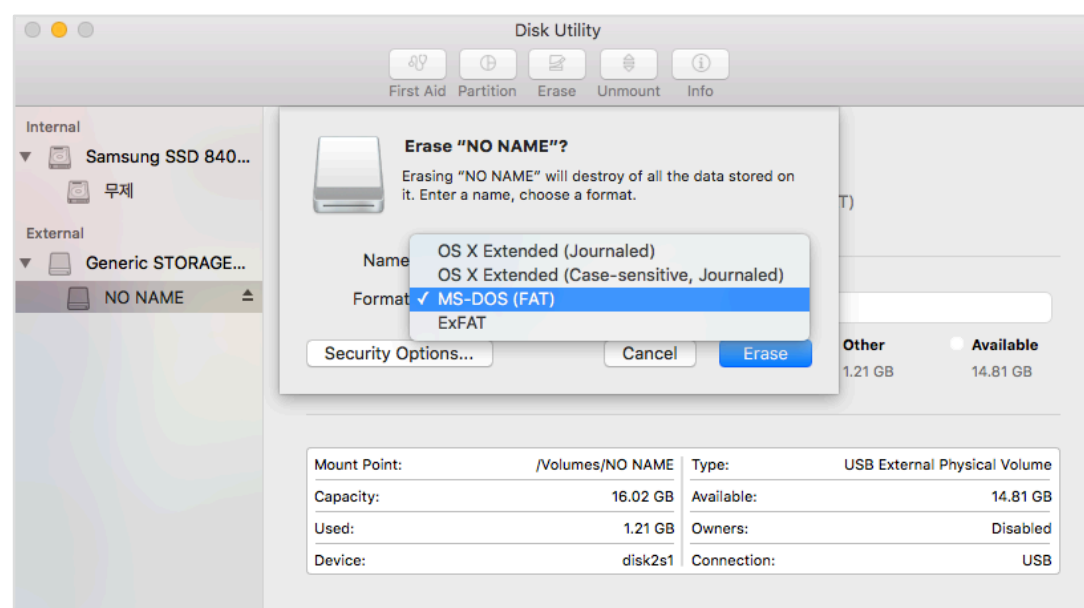 Disk Utility
First Aid Partition Erase Unmount Info
Internal
Samsung SSD 840...
무제
External
Generic STORAGE...
NO NAME
Erase “NO NAME”?
Erasing “NO NAME” will destroy of all the data stored on
it. Enter a name, choose a format.
T)
Name
Format
OS X Extended (Journaled)
OS X Extended (Case-sensitive, Journaled)
✓ MS-DOS (FAT)
ExFAT
Security Options... Cancel Erase
Other Available
1.21 GB 14.81 GB
Mount Point: /Volumes/NO NAME Type: USB External Physical Volume
Capacity: 16.02 GB Available: 14.81 GB
Used: 1.21 GB Owners: Disabled
Device: disk2s1 Connection: USB